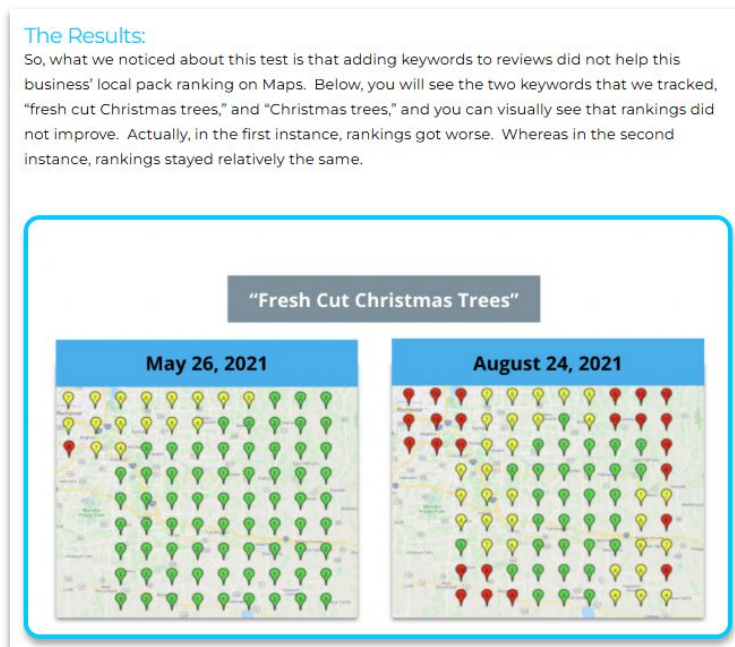 The Results:
So, what we noticed about this test is that adding keywords to reviews did not help this
business’ local pack ranking on Maps.  Below, you will see the two keywords that we tracked,
“fresh cut Christmas trees,” and “Christmas trees,” and you can visually see that rankings did
not improve.  Actually, in the first instance, rankings got worse.  Whereas in the second
instance, rankings stayed relatively the same.
“Fresh Cut Christmas Trees”
May 26, 2021
August 24, 2021